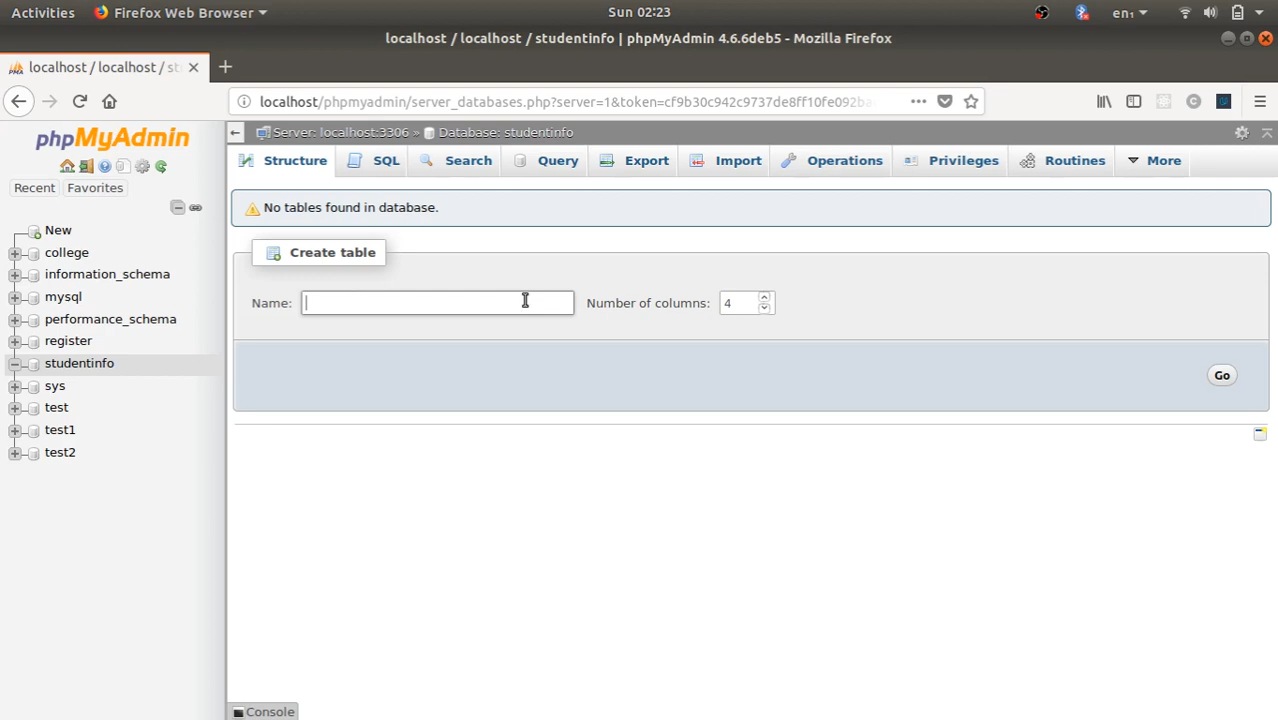 Activities Firefox Web Browser Sun 02:23 en₁
localhost / localhost / studentinfo | phpMyAdmin 4.6.6deb5 - Mozilla Firefox
localhost / localhost / st
localhost/phpmyadmin/server_databases.php?server=1&token=cf9b30c942c9737de8ff10fe092ba
phpMyAdmin
Recent Favorites
New
college
information_schema
mysql
performance_schema
register
studentinfo
sys
test
test1
test2
Server: localhost:3306 » Database: studentinfo
Structure SQL Search Query Export Import Operations Privileges Routines More
No tables found in database.
Create table
Name: Number of columns: 4
Go
Console